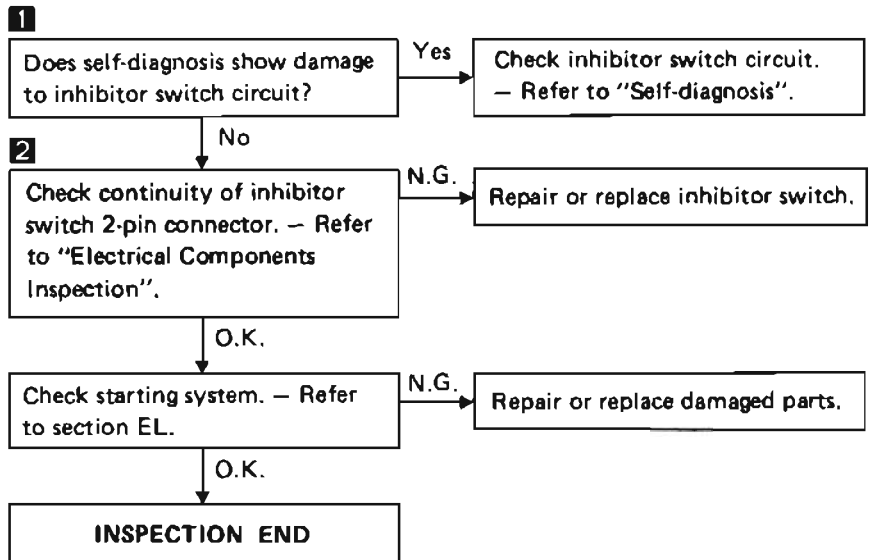 1
Does self-diagnosis show damage
to inhibitor switch circuit?
Yes
Check inhibitor switch circuit.
— Refer to "Self-diagnosis".
No
2
Check continuity of inhibitor
switch 2-pin connector. — Refer
to "Electrical Components
Inspection".
N.G.
Repair or replace inhibitor switch.
O.K.
Check starting system. — Refer
to section EL.
N.G.
Repair or replace damaged parts.
O.K.
INSPECTION END